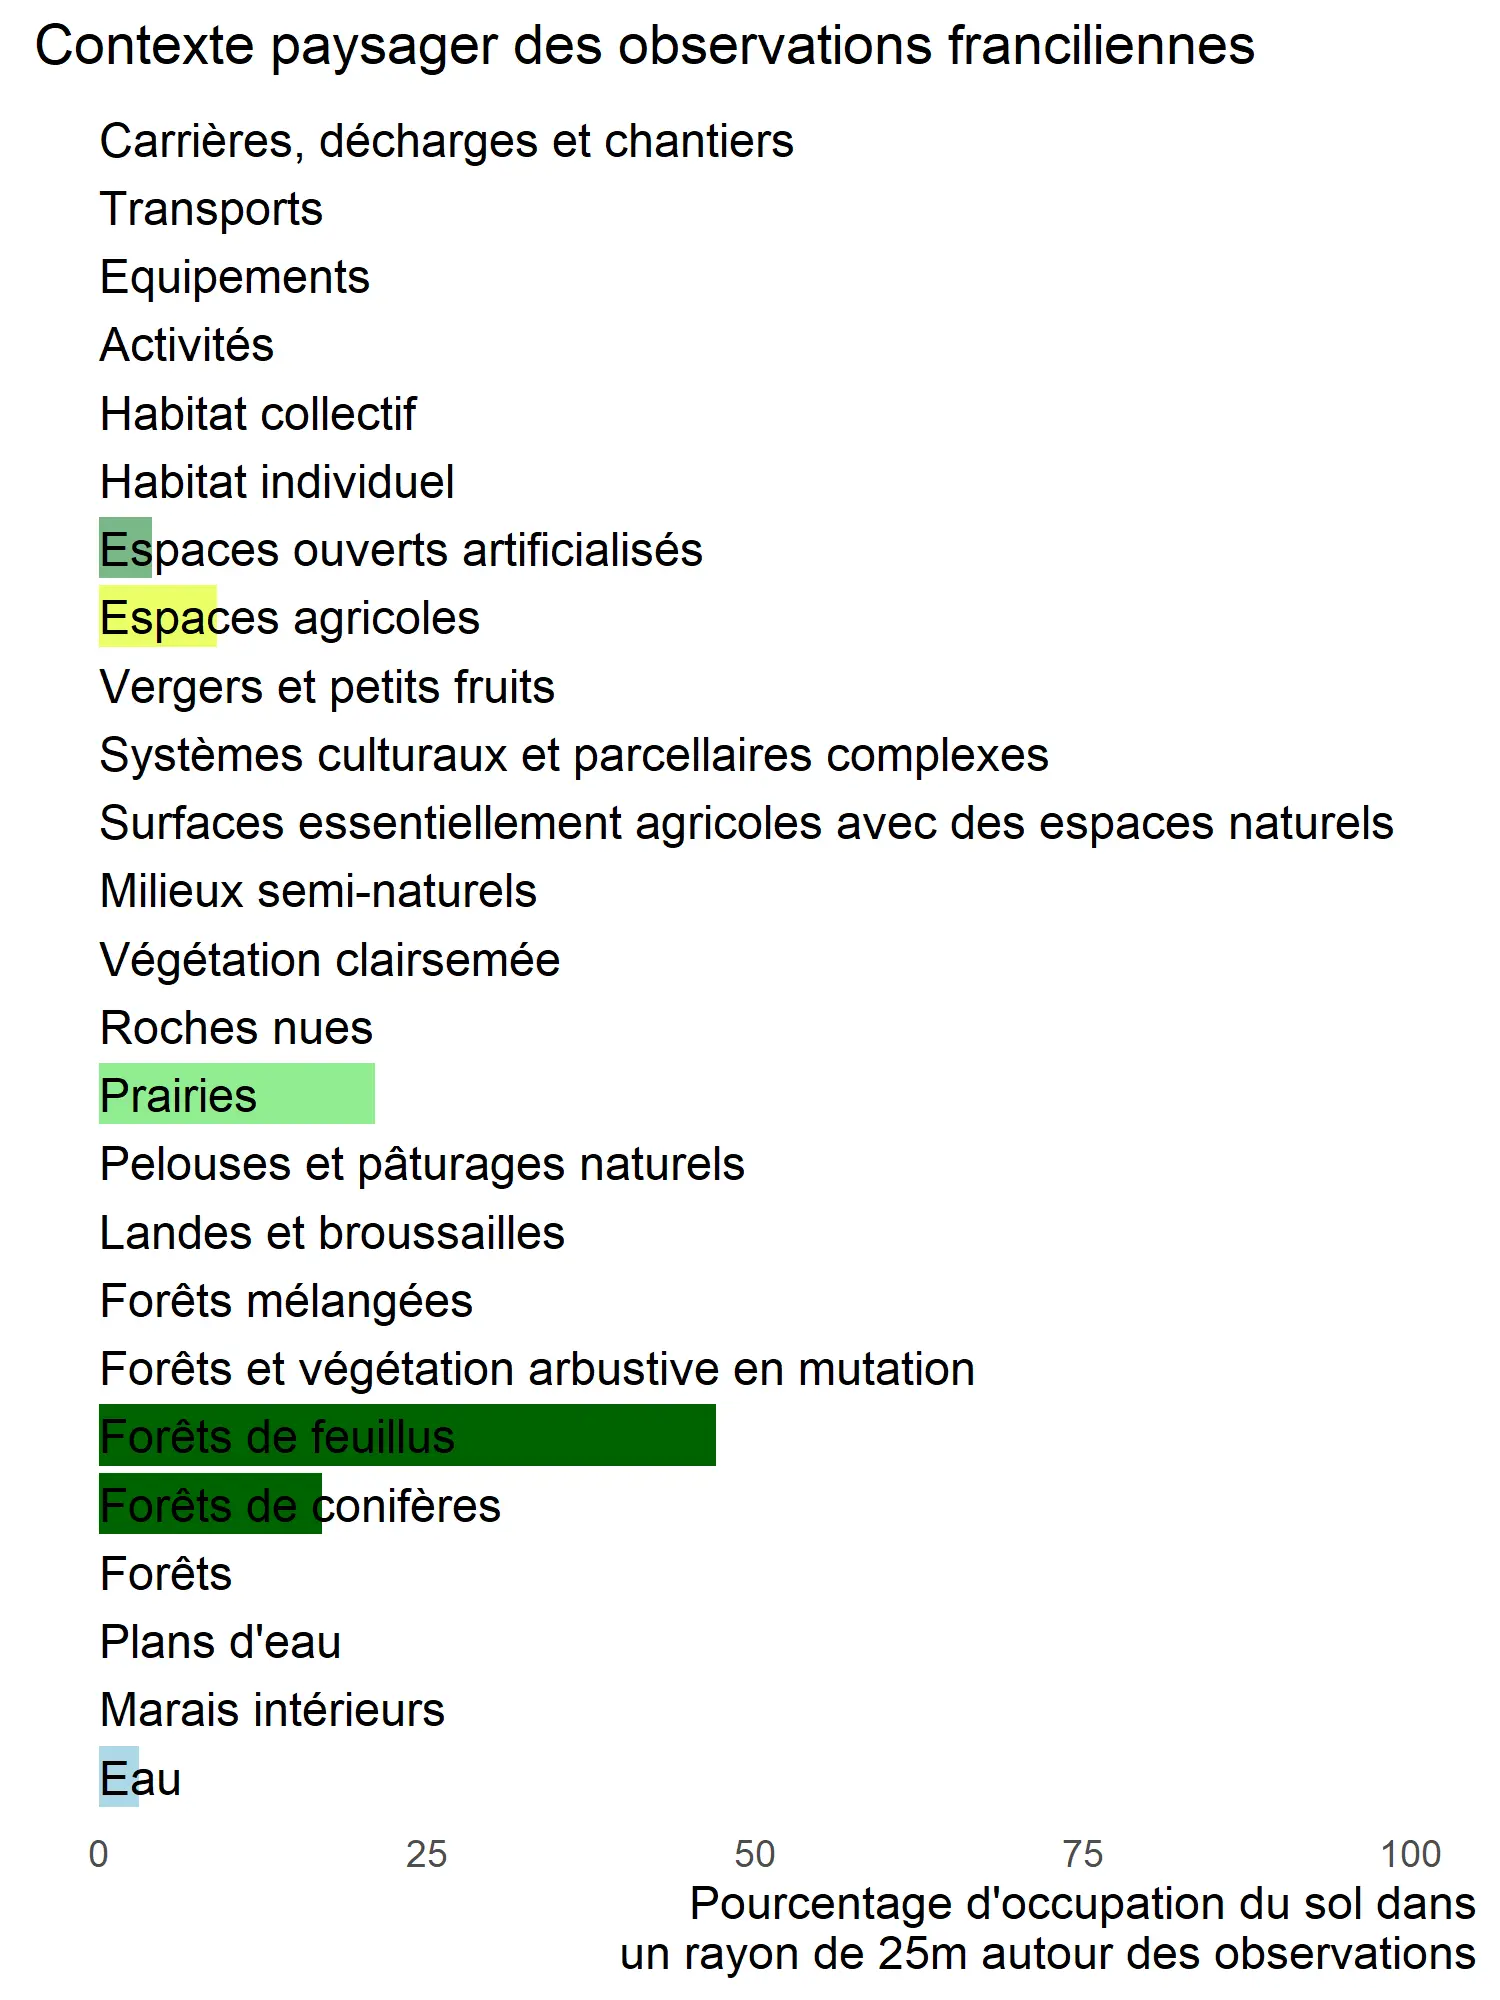 Contexte paysager des observations franciliennes
Carrières, décharges et chantiers
Transports
Equipements
Activités
Habitat collectif
Habitat individuel
Espaces ouverts artificialisés
Espaces agricoles
Vergers et petits fruits
Systèmes culturaux et parcellaires complexes
Surfaces essentiellement agricoles avec des espaces naturels
Milieux semi-naturels
Végétation clairsemée
Roches nues
Prairies
Pelouses et pâturages naturels
Landes et broussailles
Forêts mélangées
Forêts et végétation arbustive en mutation
Forêts de feuillus
Forêts de conifères
Forêts
Plans d'eau
Marais intérieurs
Eau
0 25 50 75 100
Pourcentage d'occupation du sol dans
un rayon de 25m autour des observations